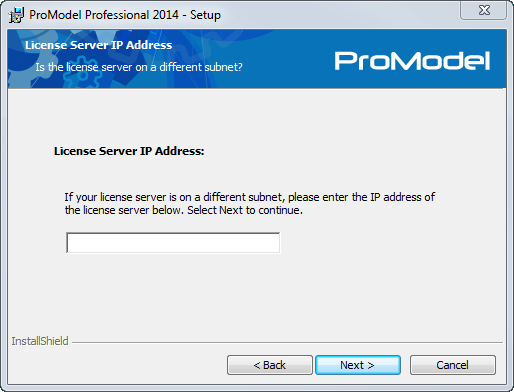 ProModel Professional 2014 - Setup
License Server IP Address
Is the license server on a different subnet?
ProModel
License Server IP Address:
If your license server is on a different subnet, please enter the IP address of
the license server below. Select Next to continue.
InstallShield
< Back
Next >
Cancel